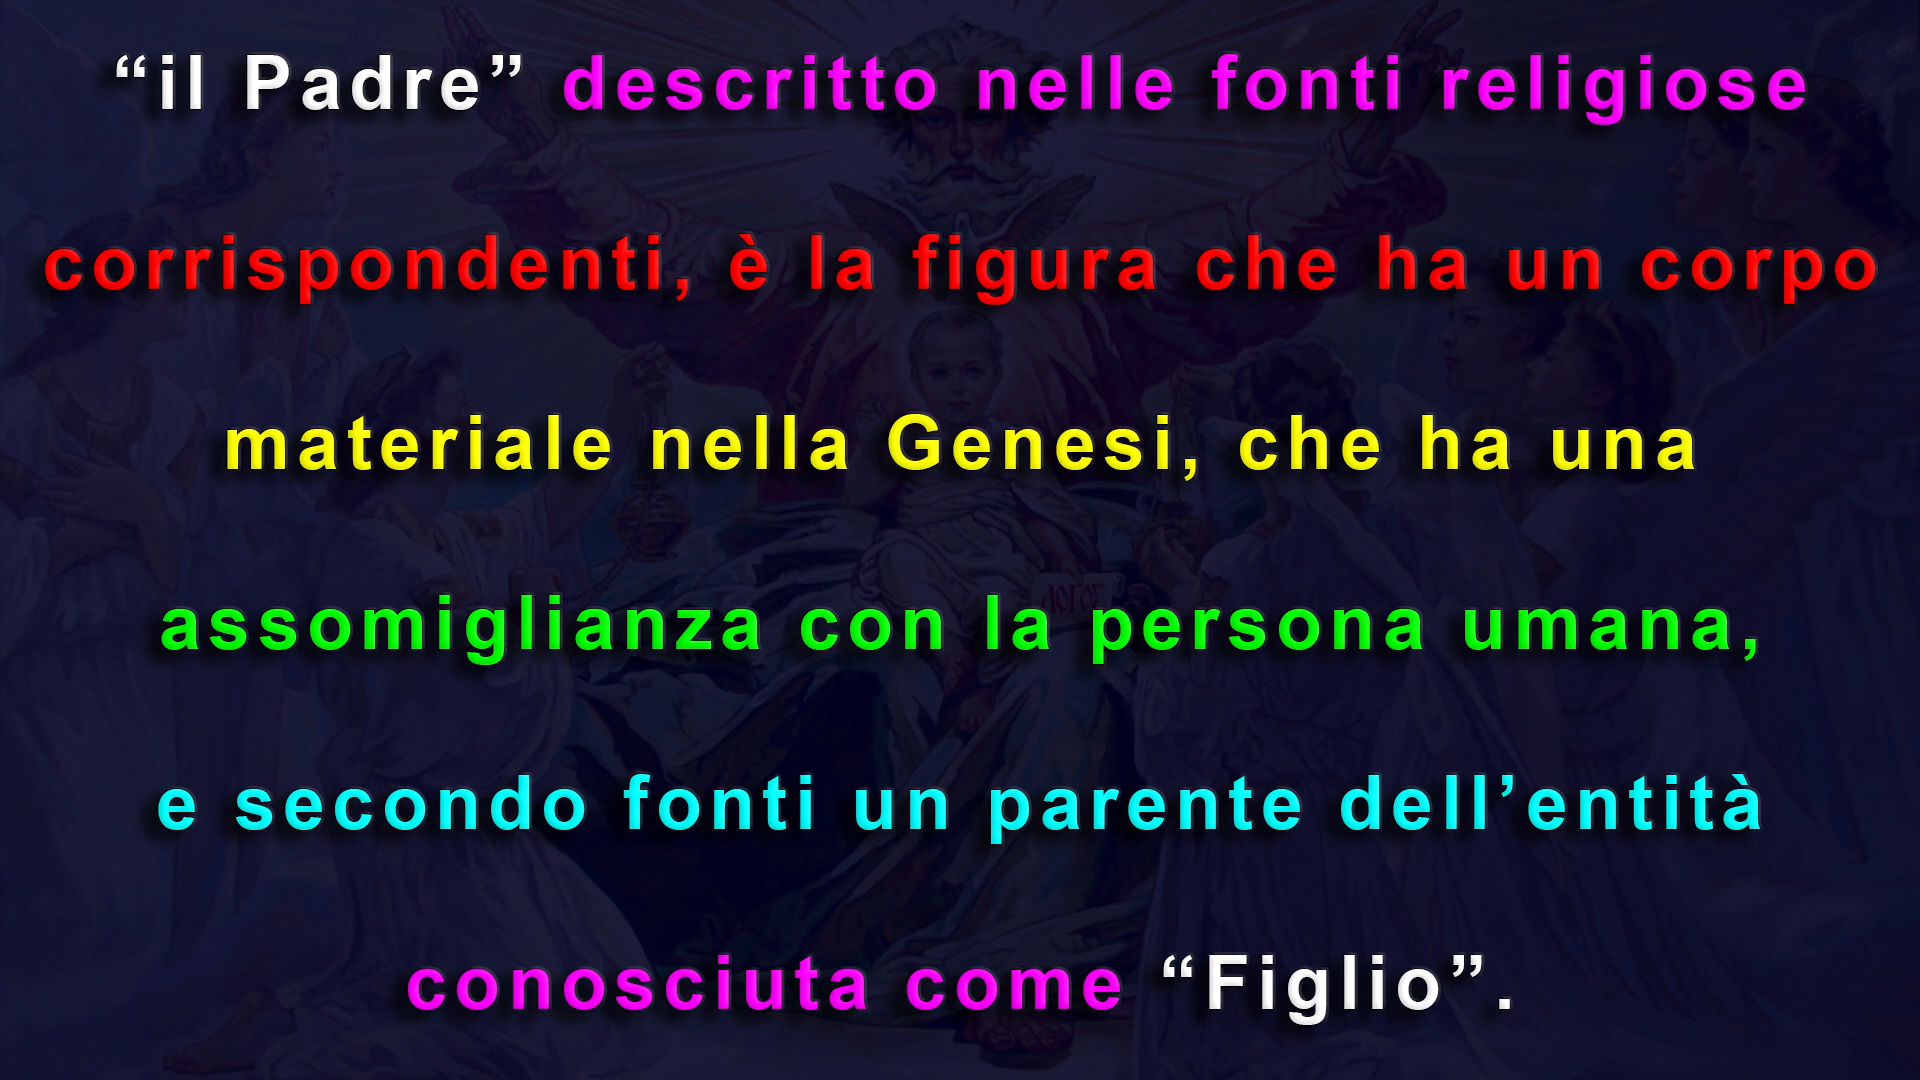 “il Padre” descritto nelle fonti religiose
corrispondenti, è la figura che ha un corpo
materiale nella Genesi, che ha una
assomiglianza con la persona umana,
e secondo fonti un parente dell’entità
conosciuta come “Figlio”.